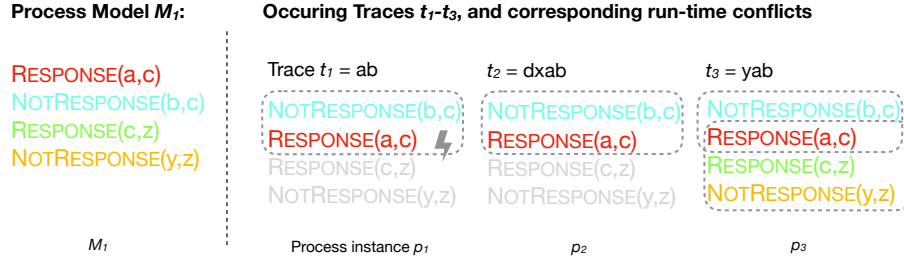 Process Model M1:
Occuring Traces t1-t3, and corresponding run-time conflicts
RESPONSE(a,c)
NOTRESPONSE(b,c)
RESPONSE(c,z)
NOTRESPONSE(y,z)
M1
Trace t1 = ab
NOTRESPONSE(b,c)
RESPONSE(a,c)
RESPONSE(c,z)
NOTRESPONSE(y,z)
Process instance p1
t2 = dxab
NOTRESPONSE(b,c)
RESPONSE(a,c)
RESPONSE(c,z)
NOTRESPONSE(y,z)
p2
t3 = yab
NOTRESPONSE(b,c)
RESPONSE(a,c)
RESPONSE(c,z)
NOTRESPONSE(y,z)
p3